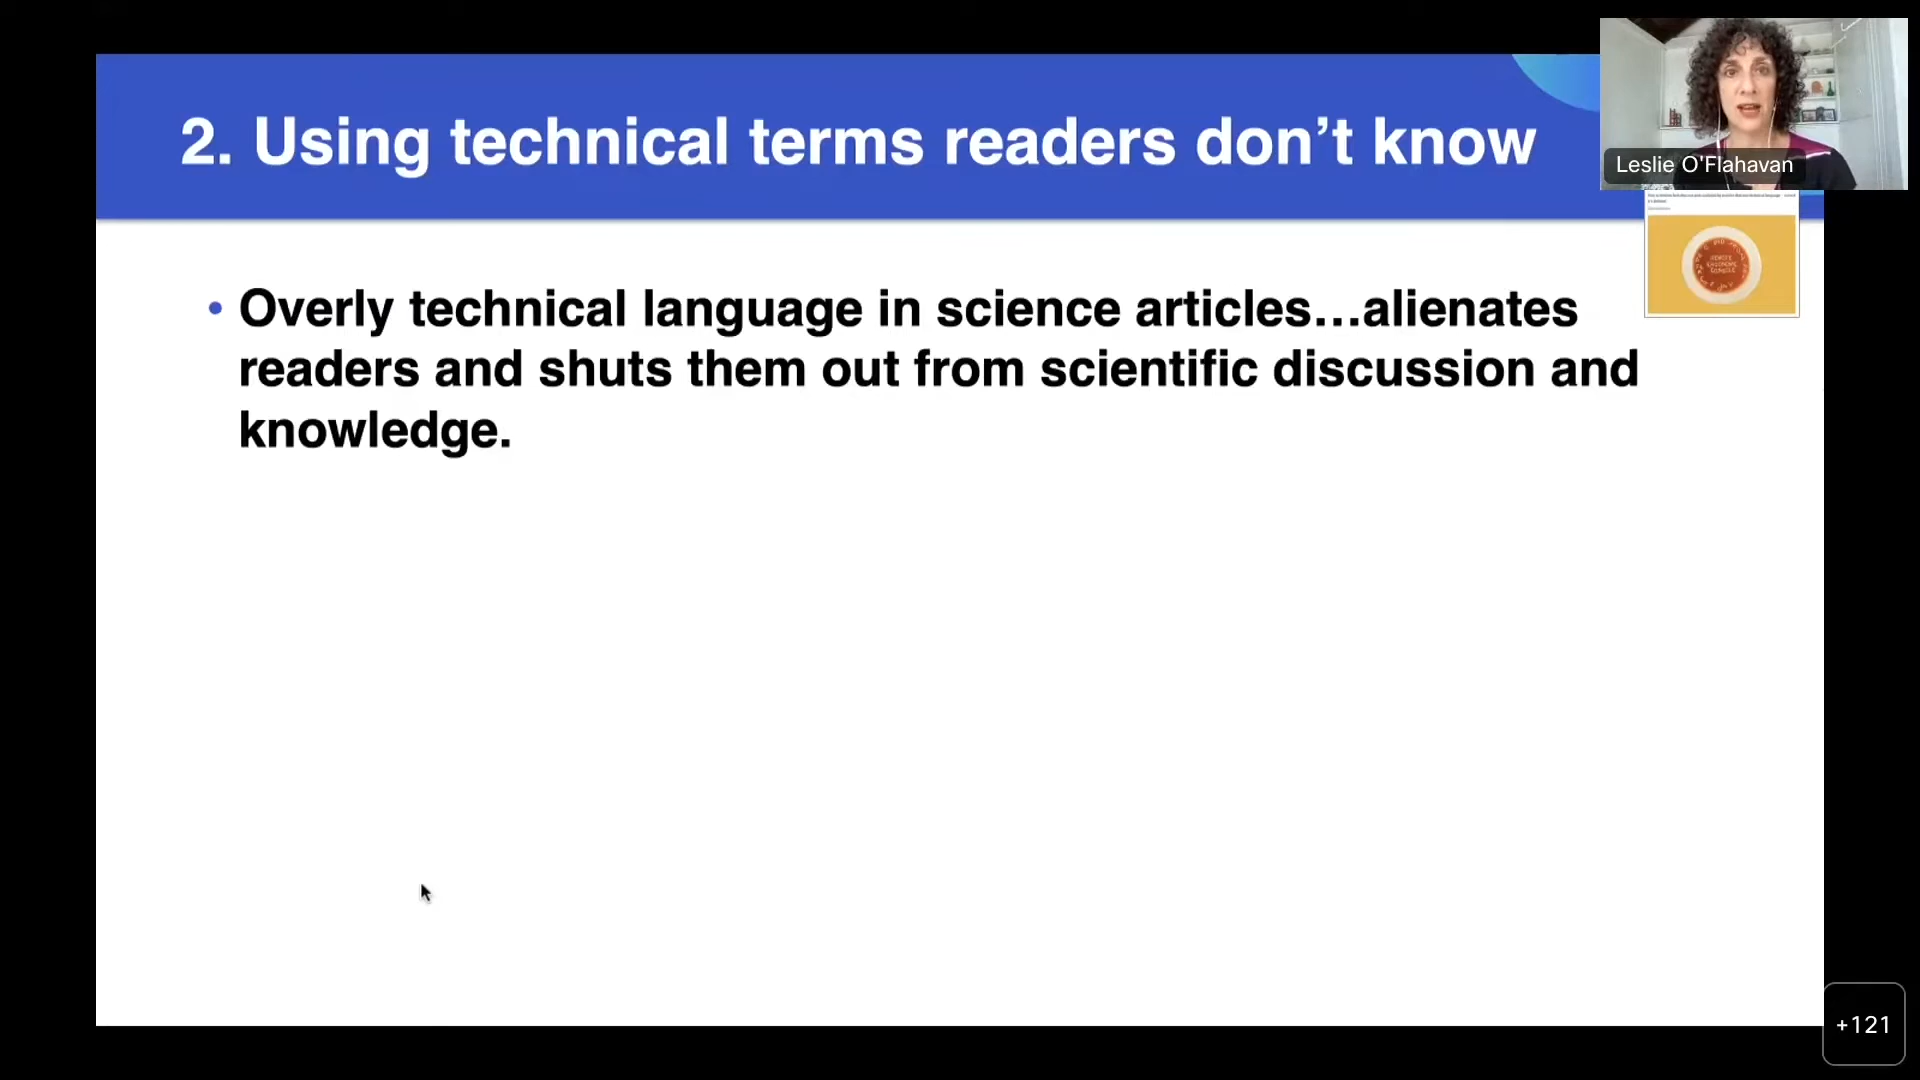 2. Using technical terms readers don’t know
Leslie O'Flahavan
• Overly technical language in science articles…alienates
readers and shuts them out from scientific discussion and
knowledge.
+121